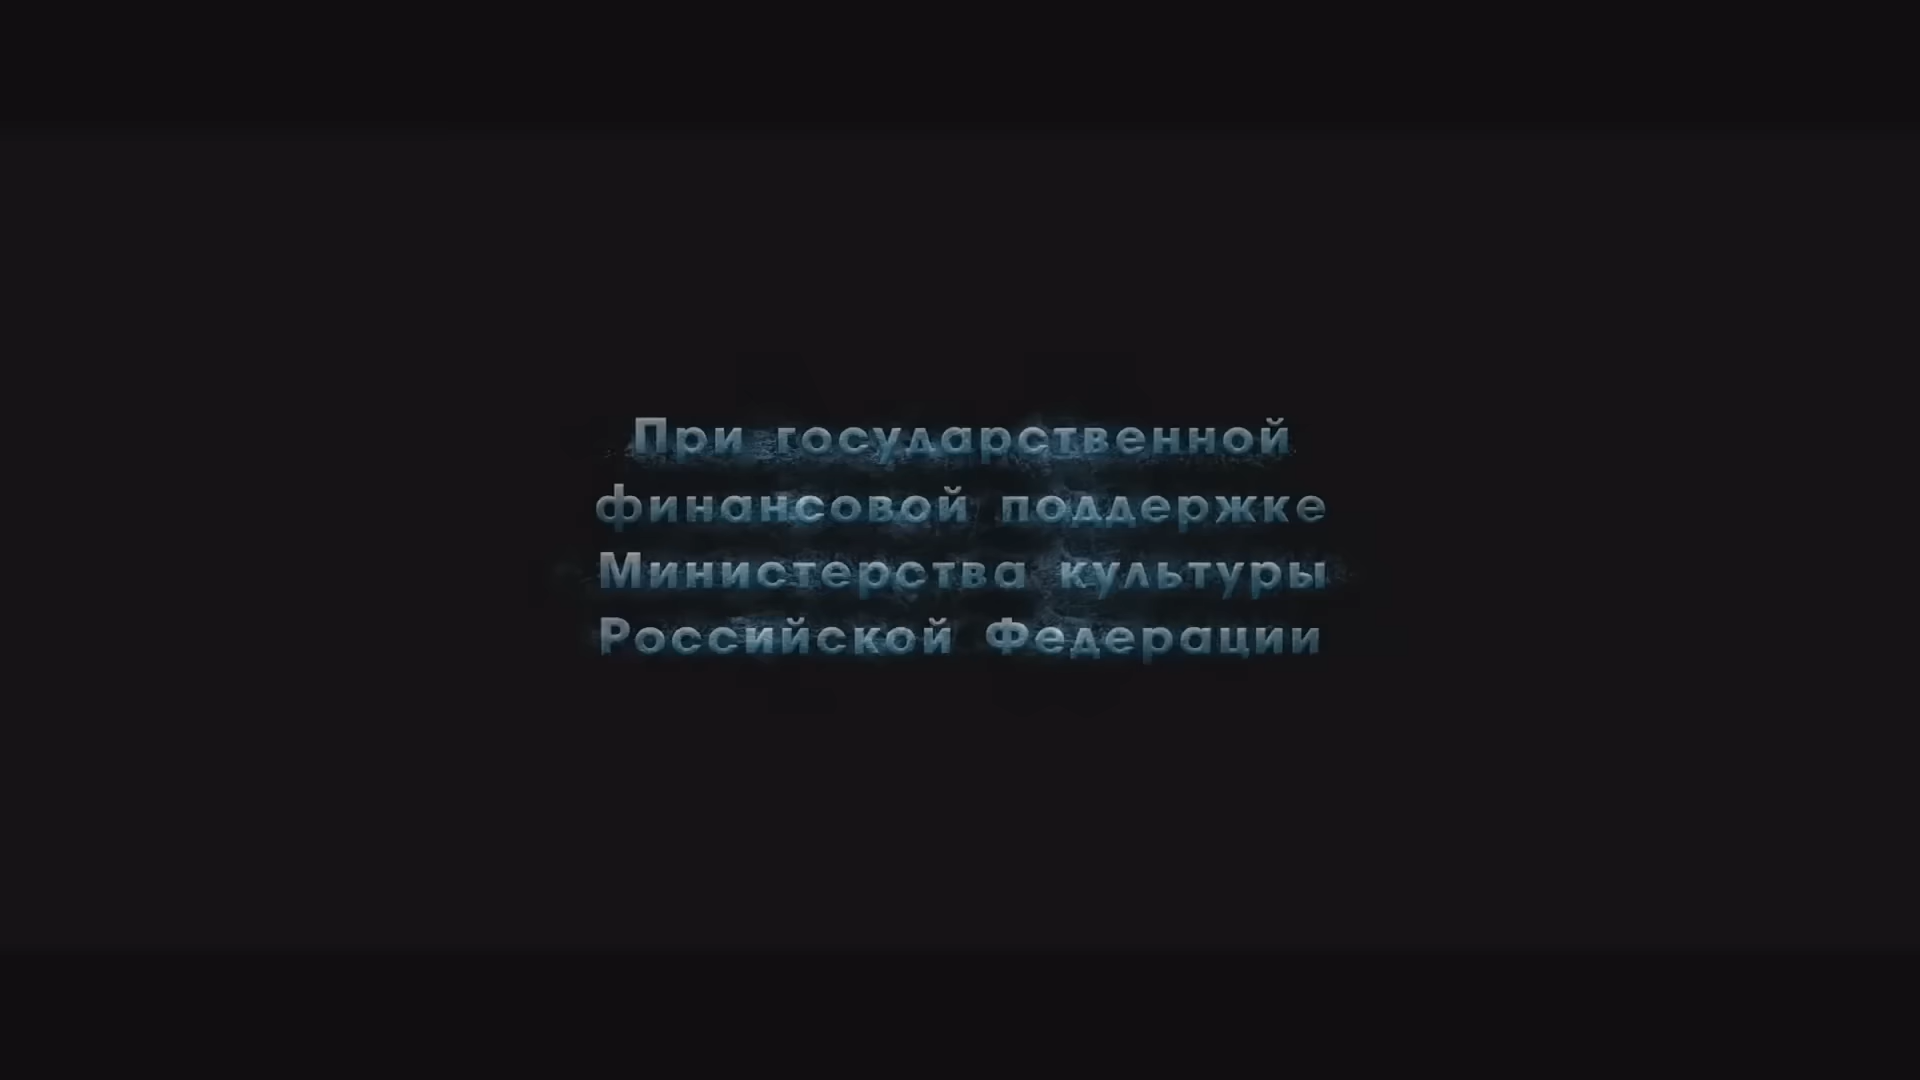 При государственной
финансовой поддержке
Министерства культуры
Российской Федерации